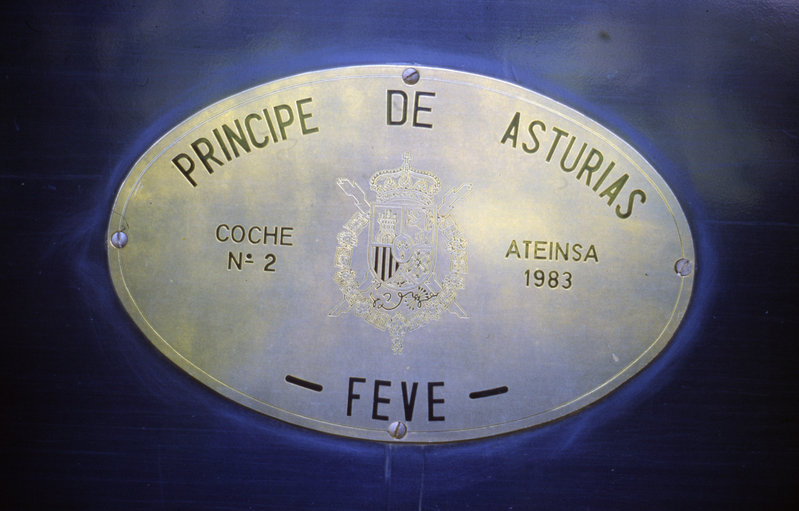 PRINCIPE DE ASTURIAS
COCHE
Nº 2
ATEINSA
1983
– FEVE –